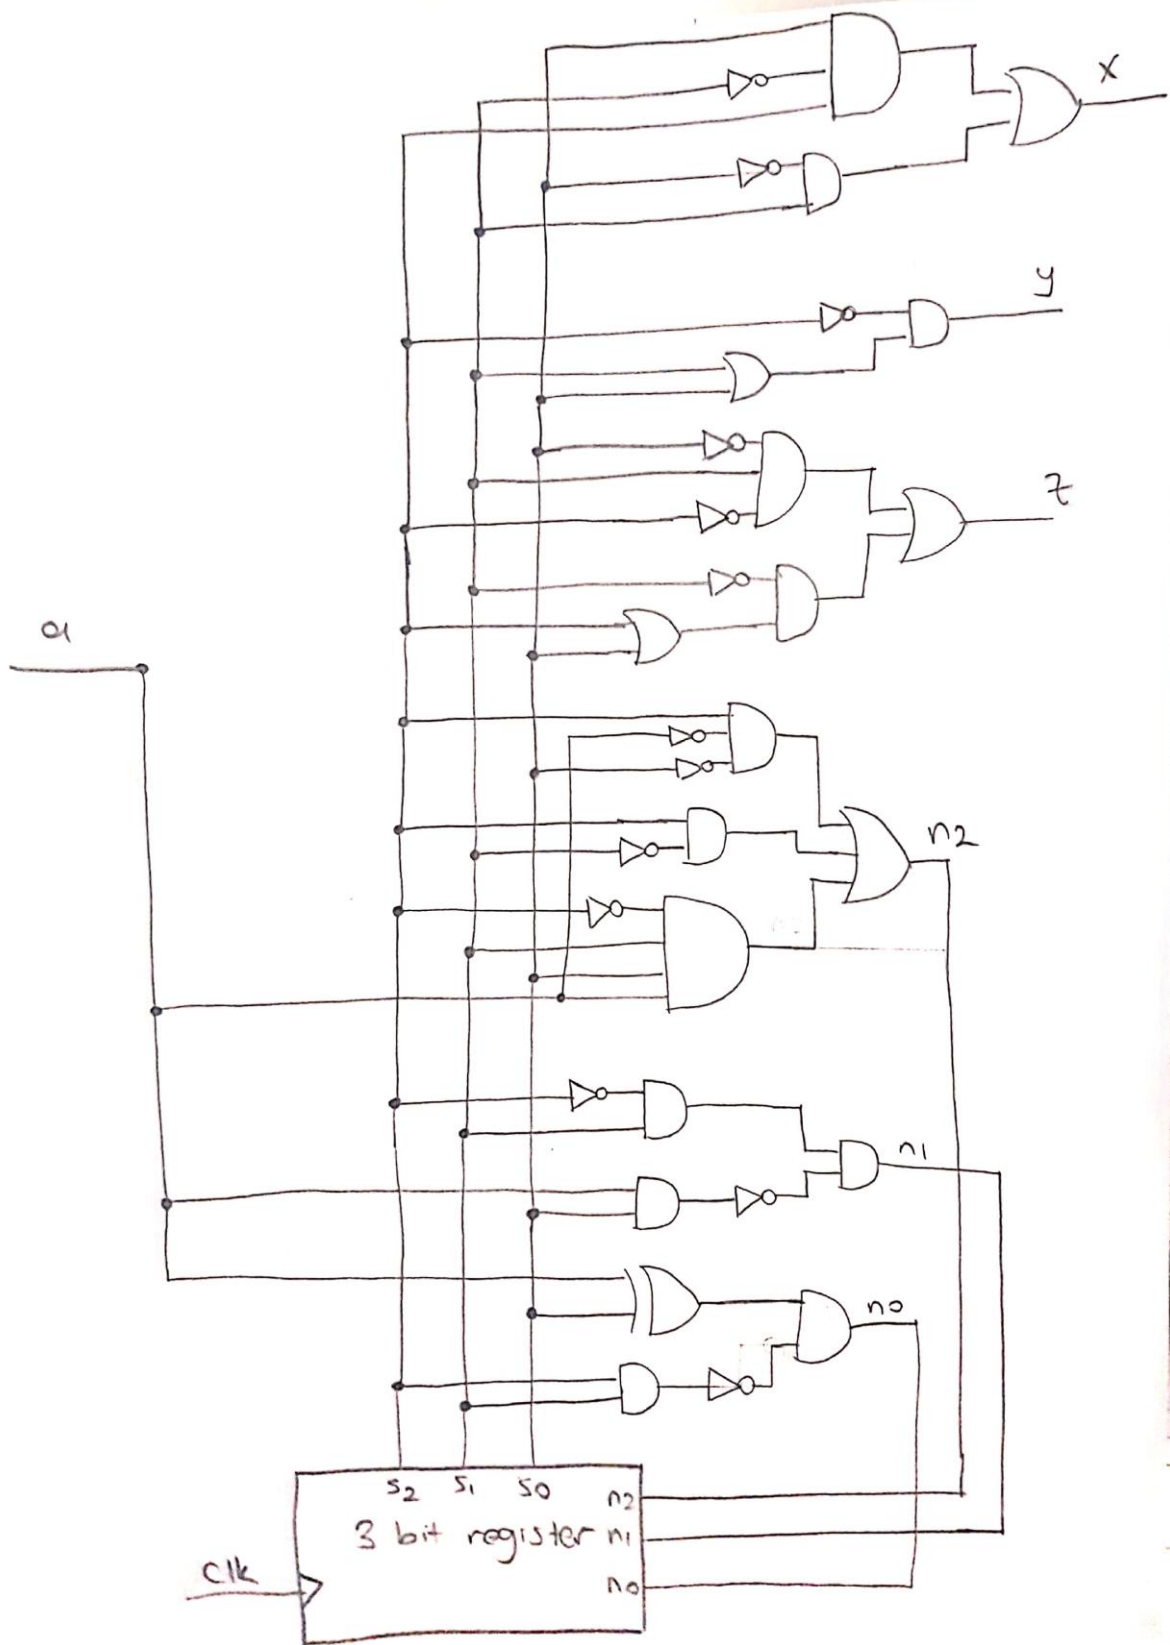 x
y
z
a
n2
n1
n0
s2 s1 s0 n2
3 bit register n1
clk n0